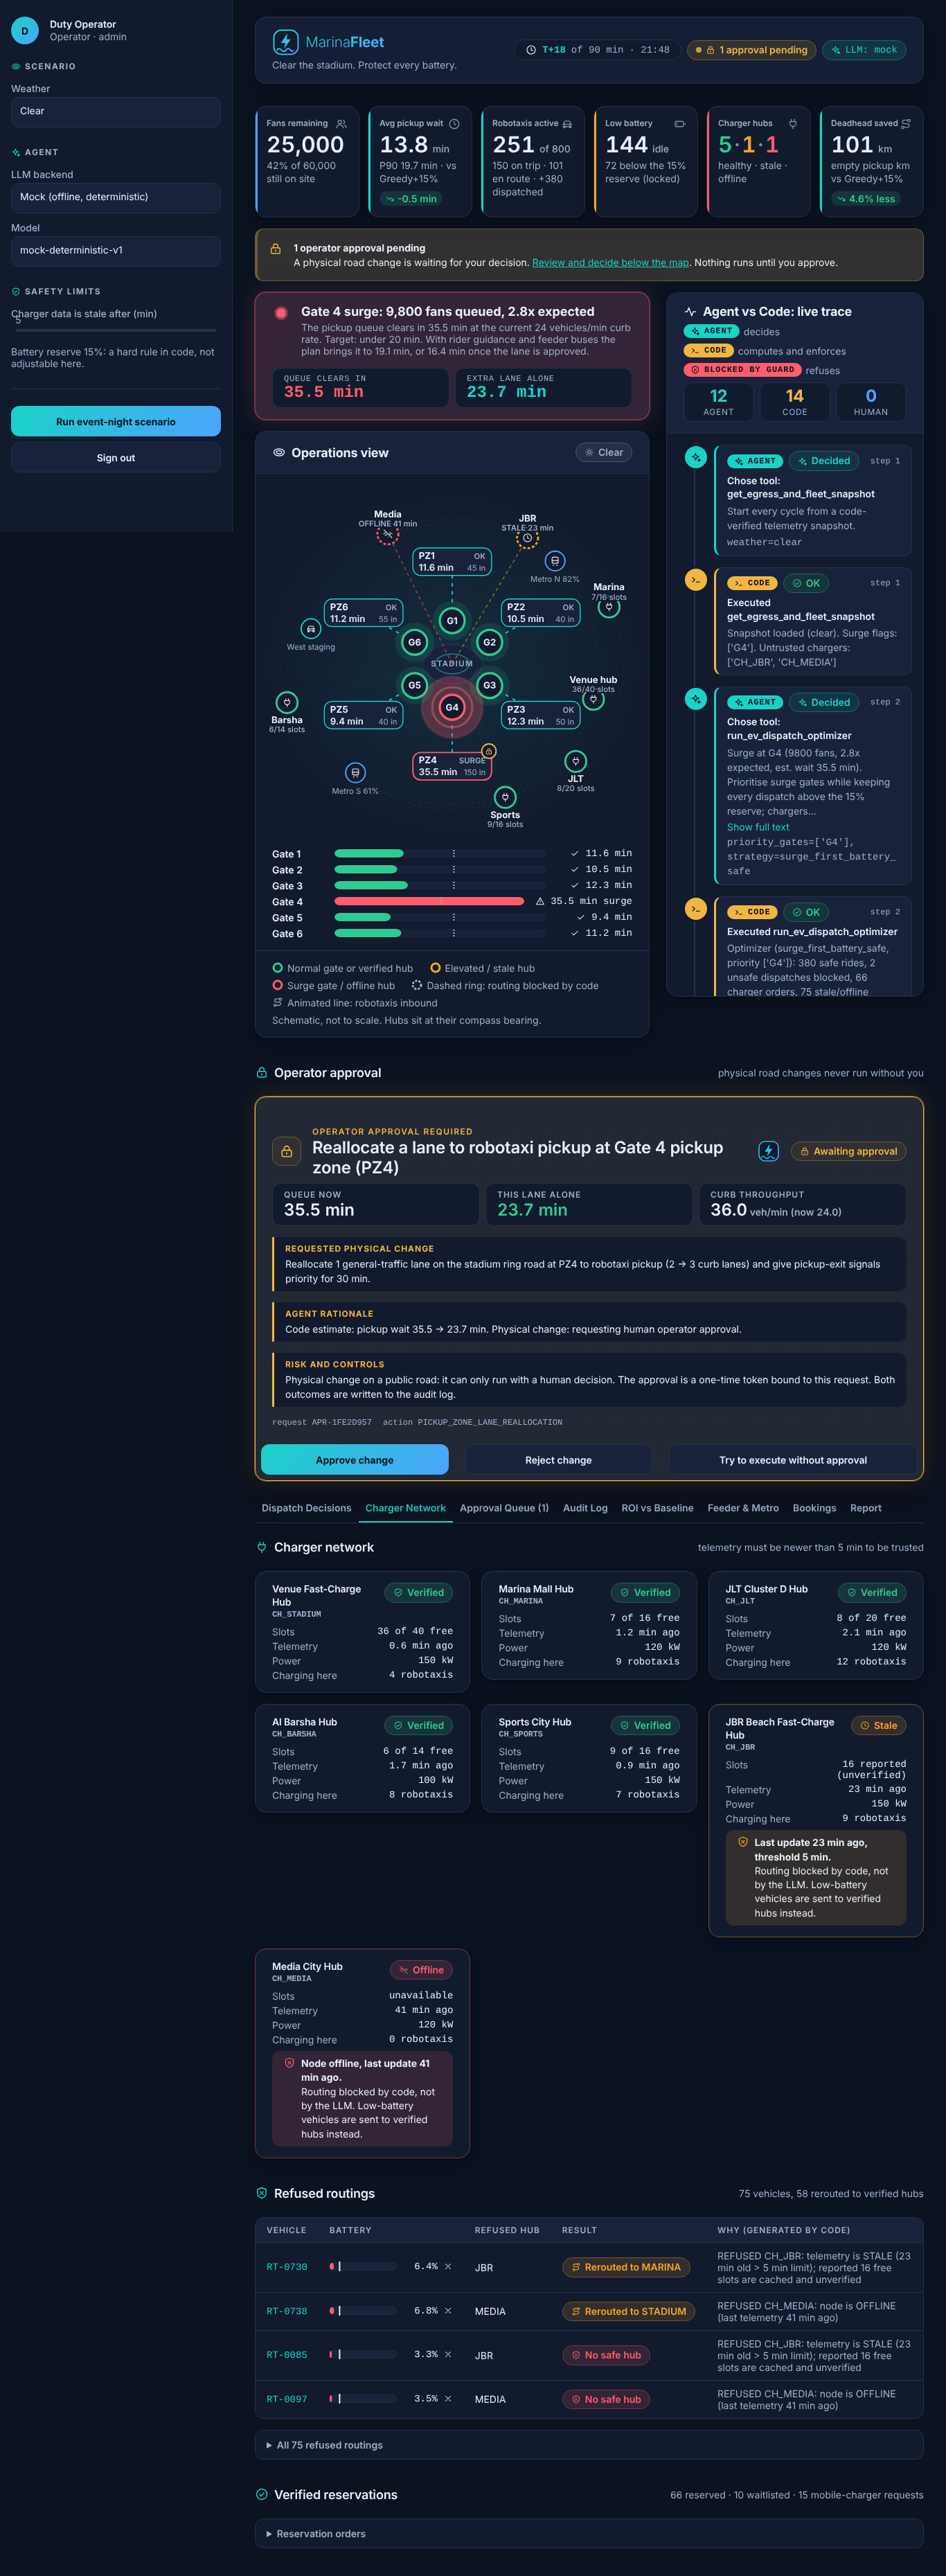 D
Duty Operator
Operator · admin
SCENARIO
Weather
Clear
AGENT
LLM backend
Mock (offline, deterministic)
Model
mock-deterministic-v1
SAFETY LIMITS
Charger data is stale after (min)
5
Battery reserve 15%: a hard rule in code, not
adjustable here.
Run event-night scenario
Sign out
MarinaFleet
Clear the stadium. Protect every battery.
T+18 of 90 min · 21:48
1 approval pending
LLM: mock
Fans remaining
25,000
42% of 60,000
still on site
Avg pickup wait
13.8 min
P90 19.7 min · vs
Greedy+15%
-0.5 min
Robotaxis active
251 of 800
150 on trip · 101
en route · +380
dispatched
Low battery
144 idle
72 below the 15%
reserve (locked)
Charger hubs
5·1·1
healthy · stale ·
offline
Deadhead saved
101 km
empty pickup km
vs Greedy+15%
4.6% less
1 operator approval pending
A physical road change is waiting for your decision. Review and decide below the map. Nothing runs until you approve.
Gate 4 surge: 9,800 fans queued, 2.8x expected
The pickup queue clears in 35.5 min at the current 24 vehicles/min curb
rate. Target: under 20 min. With rider guidance and feeder buses the
plan brings it to 19.1 min, or 16.4 min once the lane is approved.
QUEUE CLEARS IN
35.5 min
EXTRA LANE ALONE
23.7 min
Operations view
Clear
Media
OFFLINE 41 min
JBR
STALE 23 min
PZ1 OK
11.6 min 45 in
Metro N 82%
Marina
7/16 slots
PZ6 OK
11.2 min 55 in
PZ2 OK
10.5 min 40 in
G1
G6
G2
West staging
STADIUM
G5
G3
Venue hub
36/40 slots
G4
Barsha
6/14 slots
PZ5 OK
9.4 min 40 in
PZ3 OK
12.3 min 50 in
PZ4 SURGE
35.5 min 150 in
Metro S 61%
JLT
8/20 slots
Sports
9/16 slots
Gate 1 11.6 min
Gate 2 10.5 min
Gate 3 12.3 min
Gate 4 35.5 min surge
Gate 5 9.4 min
Gate 6 11.2 min
Normal gate or verified hub
Elevated / stale hub
Surge gate / offline hub
Dashed ring: routing blocked by code
Animated line: robotaxis inbound
Schematic, not to scale. Hubs sit at their compass bearing.
Agent vs Code: live trace
AGENT decides
CODE computes and enforces
BLOCKED BY GUARD refuses
12
AGENT
14
CODE
0
HUMAN
AGENT Decided step 1
Chose tool:
get_egress_and_fleet_snapshot
Start every cycle from a code-
verified telemetry snapshot.
weather=clear
CODE OK step 1
Executed
get_egress_and_fleet_snapshot
Snapshot loaded (clear). Surge flags:
['G4']. Untrusted chargers:
['CH_JBR', 'CH_MEDIA']
AGENT Decided step 2
Chose tool:
run_ev_dispatch_optimizer
Surge at G4 (9800 fans, 2.8x
expected, est. wait 35.5 min).
Prioritise surge gates while keeping
every dispatch above the 15%
reserve; chargers...
Show full text
priority_gates=['G4'],
strategy=surge_first_battery_
safe
CODE OK step 2
Executed run_ev_dispatch_optimizer
Optimizer (surge_first_battery_safe,
priority ['G4']): 380 safe rides, 2
unsafe dispatches blocked, 66
charger orders, 75 stale/offline
Operator approval
physical road changes never run without you
OPERATOR APPROVAL REQUIRED
Reallocate a lane to robotaxi pickup at Gate 4 pickup
zone (PZ4)
Awaiting approval
QUEUE NOW
35.5 min
THIS LANE ALONE
23.7 min
CURB THROUGHPUT
36.0 veh/min (now 24.0)
REQUESTED PHYSICAL CHANGE
Reallocate 1 general-traffic lane on the stadium ring road at PZ4 to robotaxi pickup (2 → 3 curb lanes) and give pickup-exit signals
priority for 30 min.
AGENT RATIONALE
Code estimate: pickup wait 35.5 → 23.7 min. Physical change: requesting human operator approval.
RISK AND CONTROLS
Physical change on a public road: it can only run with a human decision. The approval is a one-time token bound to this request. Both
outcomes are written to the audit log.
request APR-1FE2D957 action PICKUP_ZONE_LANE_REALLOCATION
Approve change
Reject change
Try to execute without approval
Dispatch Decisions
Charger Network
Approval Queue (1)
Audit Log
ROI vs Baseline
Feeder & Metro
Bookings
Report
Charger network
telemetry must be newer than 5 min to be trusted
Venue Fast-Charge
Hub
CH_STADIUM
Verified
Slots 36 of 40 free
Telemetry 0.6 min ago
Power 150 kW
Charging here 4 robotaxis
Marina Mall Hub
CH_MARINA
Verified
Slots 7 of 16 free
Telemetry 1.2 min ago
Power 120 kW
Charging here 9 robotaxis
JLT Cluster D Hub
CH_JLT
Verified
Slots 8 of 20 free
Telemetry 2.1 min ago
Power 120 kW
Charging here 12 robotaxis
Al Barsha Hub
CH_BARSHA
Verified
Slots 6 of 14 free
Telemetry 1.7 min ago
Power 100 kW
Charging here 8 robotaxis
Sports City Hub
CH_SPORTS
Verified
Slots 9 of 16 free
Telemetry 0.9 min ago
Power 150 kW
Charging here 7 robotaxis
JBR Beach Fast-Charge
Hub
CH_JBR
Stale
Slots 16 reported
(unverified)
Telemetry 23 min ago
Power 150 kW
Charging here 9 robotaxis
Last update 23 min ago,
threshold 5 min.
Routing blocked by code, not
by the LLM. Low-battery
vehicles are sent to verified
hubs instead.
Media City Hub
CH_MEDIA
Offline
Slots unavailable
Telemetry 41 min ago
Power 120 kW
Charging here 0 robotaxis
Node offline, last update 41
min ago.
Routing blocked by code, not
by the LLM. Low-battery
vehicles are sent to verified
hubs instead.
Refused routings
75 vehicles, 58 rerouted to verified hubs
VEHICLE BATTERY REFUSED HUB RESULT WHY (GENERATED BY CODE)
RT-0730 6.4% JBR Rerouted to MARINA
REFUSED CH_JBR: telemetry is STALE (23
min old > 5 min limit); reported 16 free
slots are cached and unverified
RT-0738 6.8% MEDIA Rerouted to STADIUM
REFUSED CH_MEDIA: node is OFFLINE
(last telemetry 41 min ago)
RT-0085 3.3% JBR No safe hub
REFUSED CH_JBR: telemetry is STALE (23
min old > 5 min limit); reported 16 free
slots are cached and unverified
RT-0097 3.5% MEDIA No safe hub
REFUSED CH_MEDIA: node is OFFLINE
(last telemetry 41 min ago)
All 75 refused routings
Verified reservations
66 reserved · 10 waitlisted · 15 mobile-charger requests
Reservation orders